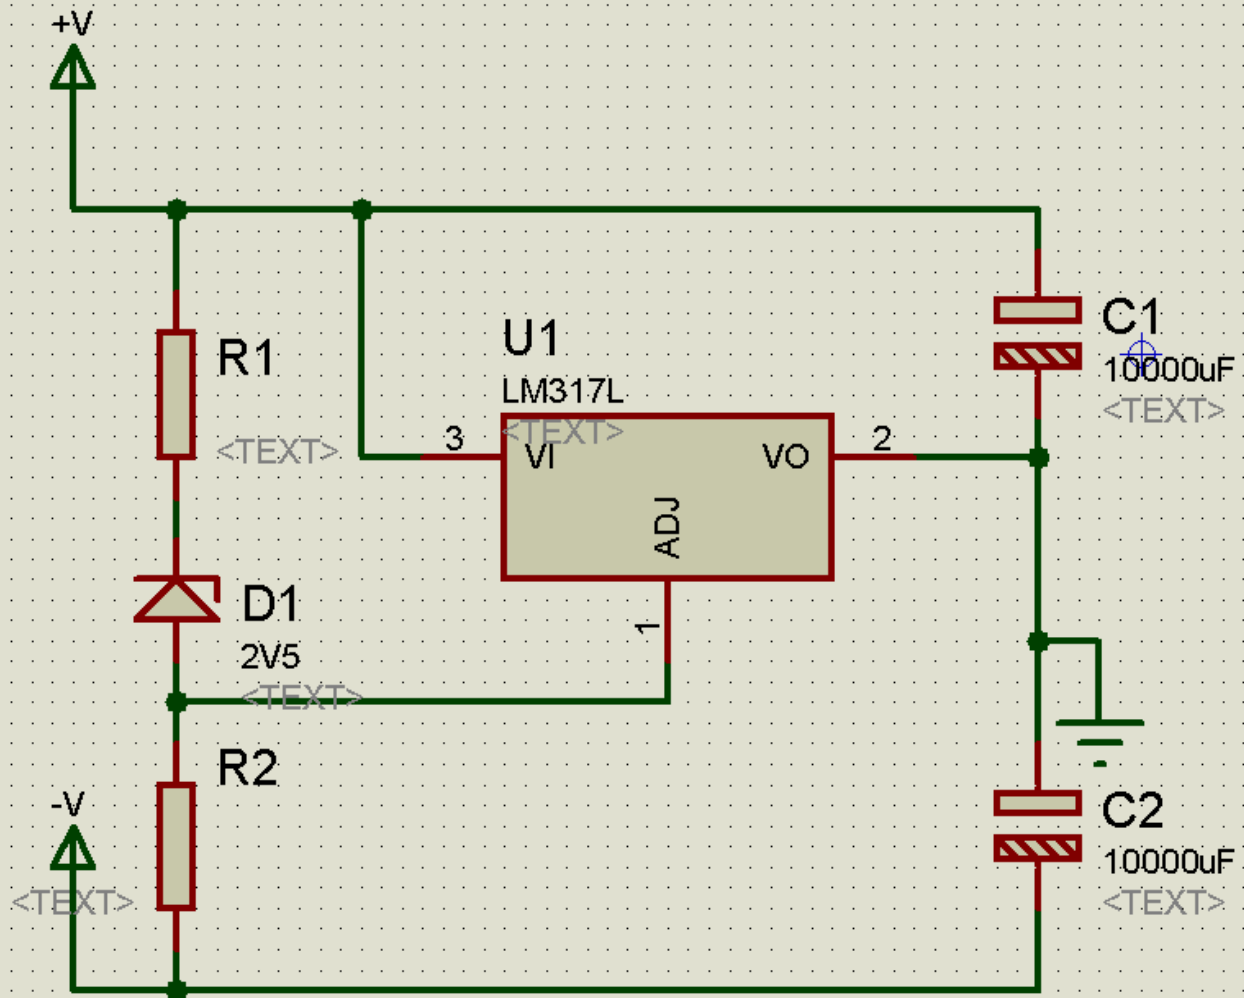 +V
R1
<TEXT>
U1
LM317L
<TEXT>
3
VI
VO
2
ADJ
1
C1
10000uF
<TEXT>
D1
2V5
<TEXT>
R2
-V
<TEXT>
C2
10000uF
<TEXT>